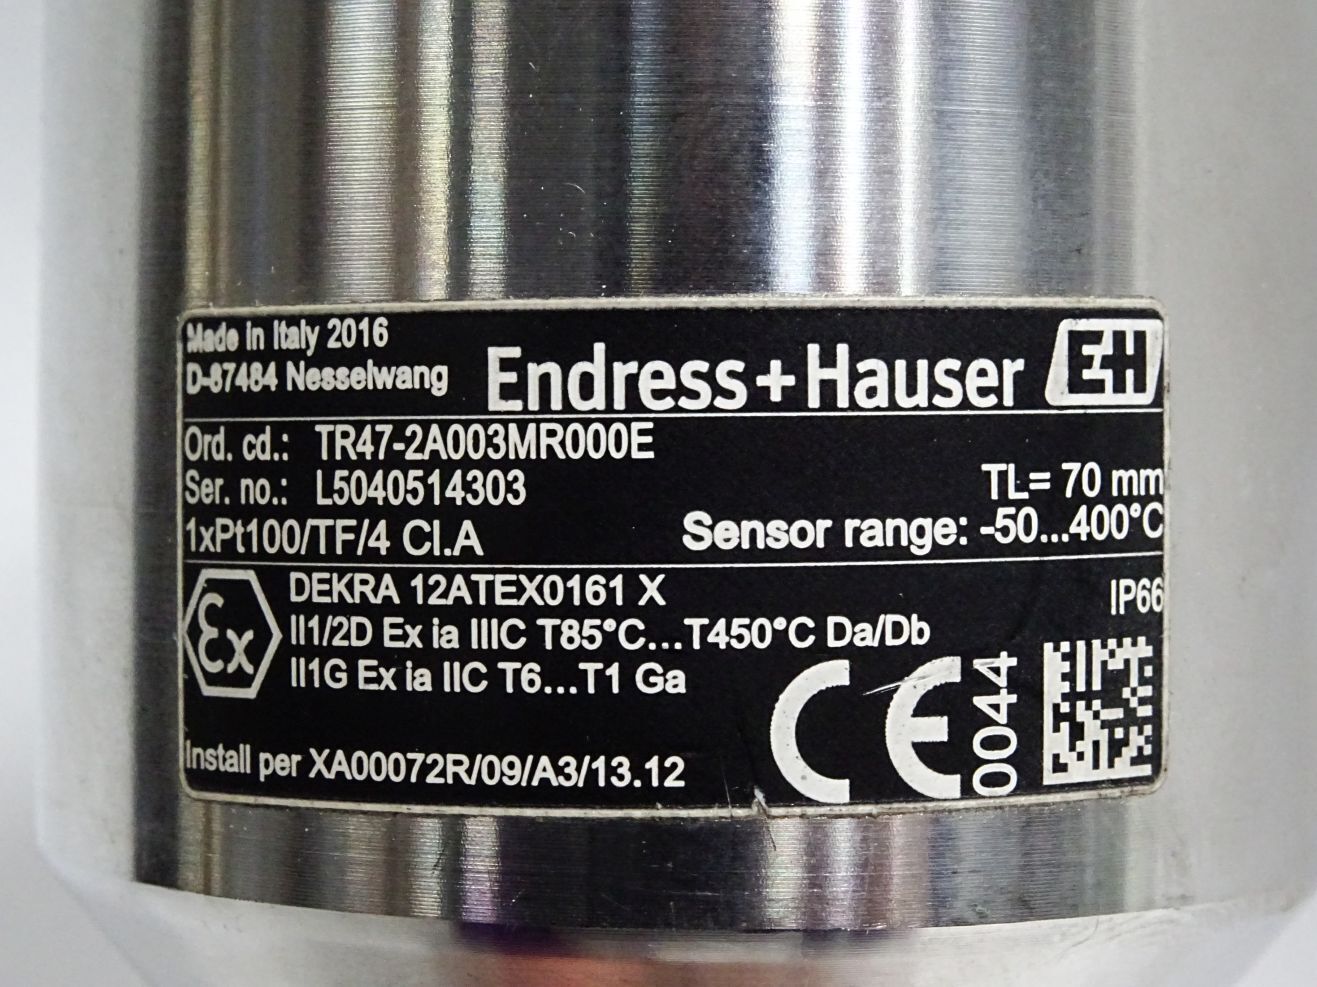 Made in Italy 2016
D-87484 Nesselwang
Endress+Hauser EH
Ord. cd.: TR47-2A003MR000E
Ser. no.: L5040514303
TL= 70 mm
1xPt100/TF/4 Cl.A
Sensor range: -50...400°C
Ex
DEKRA 12ATEX0161 X
IP66
II1/2D Ex ia IIIC T85°C...T450°C Da/Db
II1G Ex ia IIC T6...T1 Ga
CE 0044
Install per XA00072R/09/A3/13.12